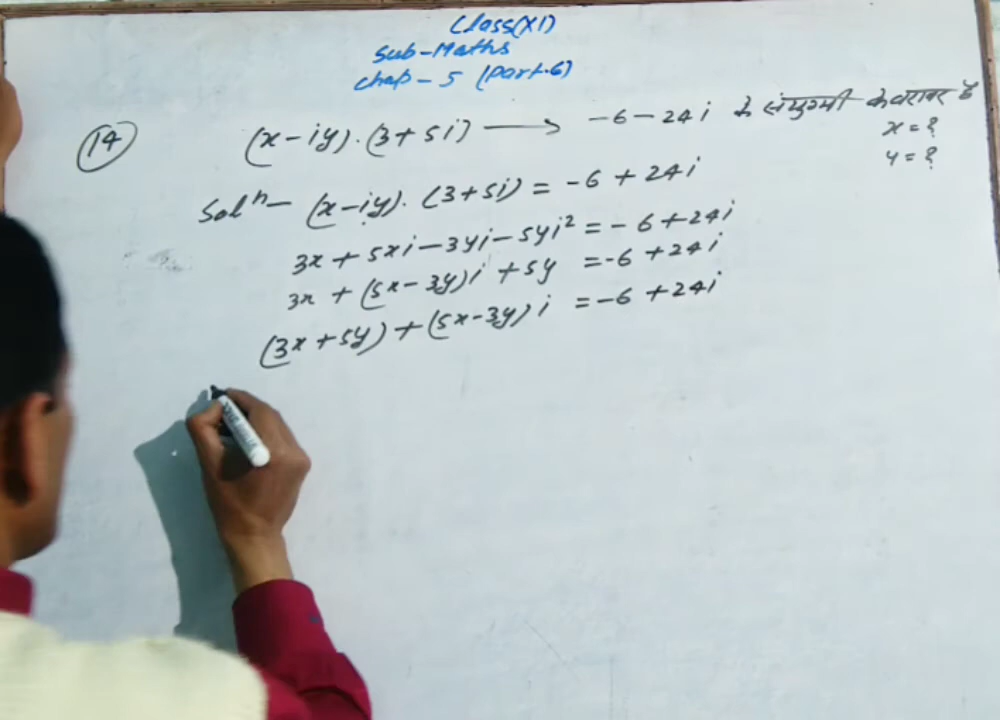 Class(XI)
Sub-Maths
Chap-5 (Part.6)
(14) (x-iy).(3+5i) ⟶ -6-24i के संयुग्मी के बराबर है
x=?
y=?
Solⁿ- (x-iy).(3+5i) = -6+24i
3x+5xi-3yi-5yi² = -6+24i
3x+(5x-3y)i+5y = -6+24i
(3x+5y)+(5x-3y)i = -6+24i